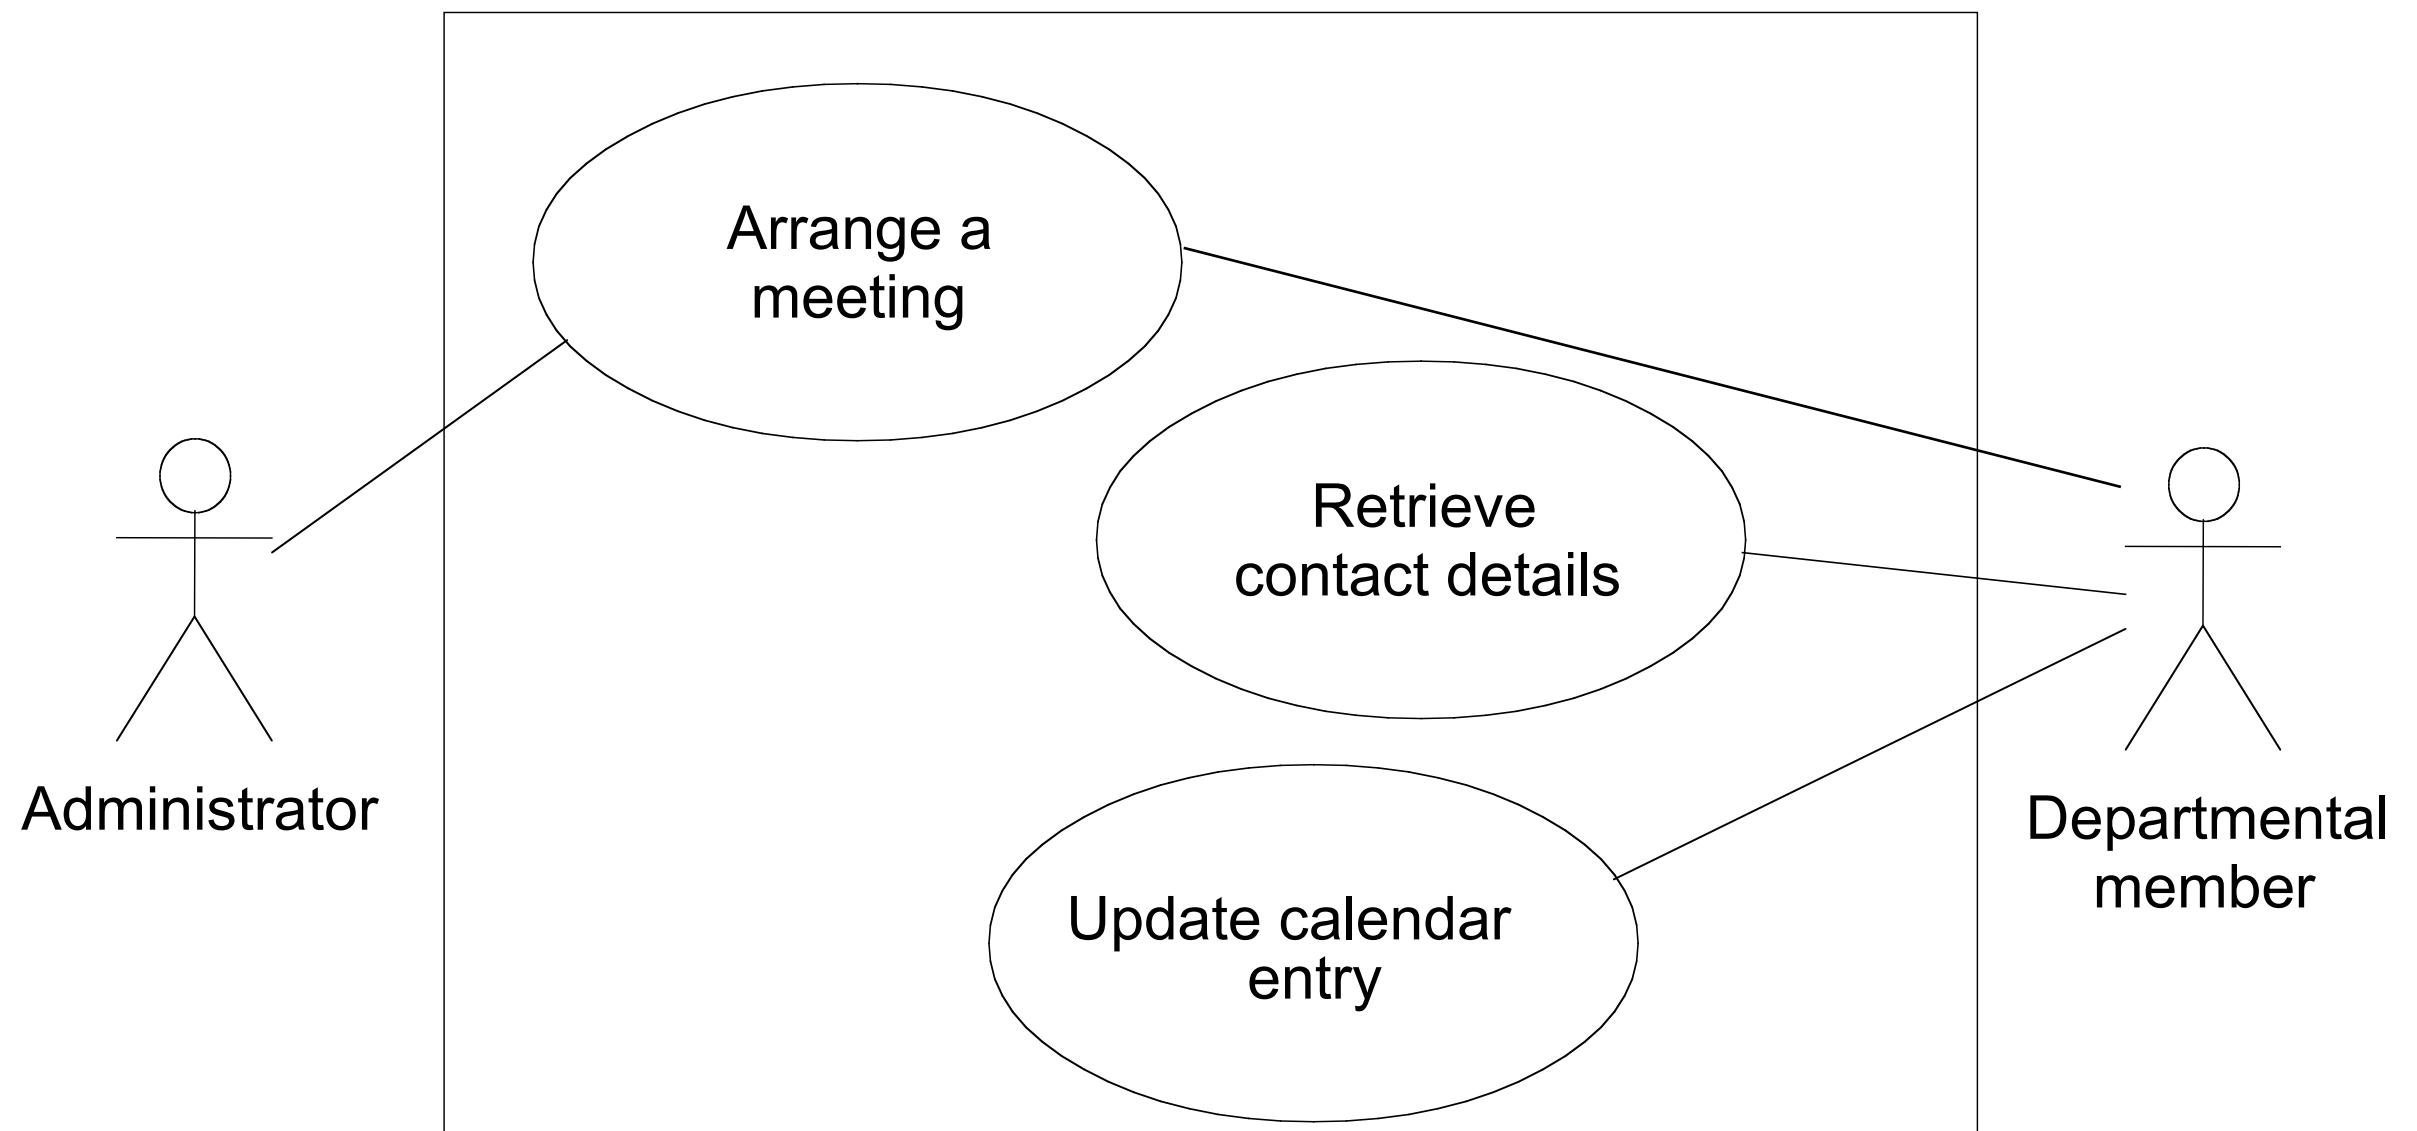 Arrange a
meeting
Retrieve
contact details
Administrator
Departmental
member
Update calendar
entry